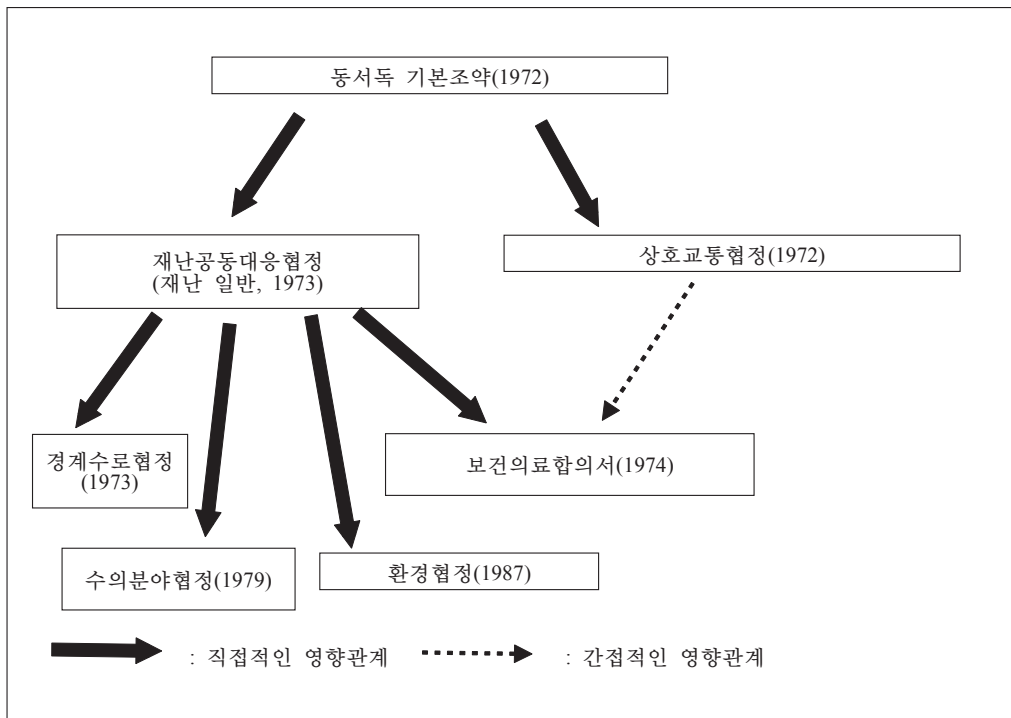 동서독 기본조약(1972)
재난공동대응협정
(재난 일반, 1973)
상호교통협정(1972)
경계수로협정
(1973)
보건의료합의서(1974)
수의분야협정(1979)
환경협정(1987)
: 직접적인 영향관계
: 간접적인 영향관계